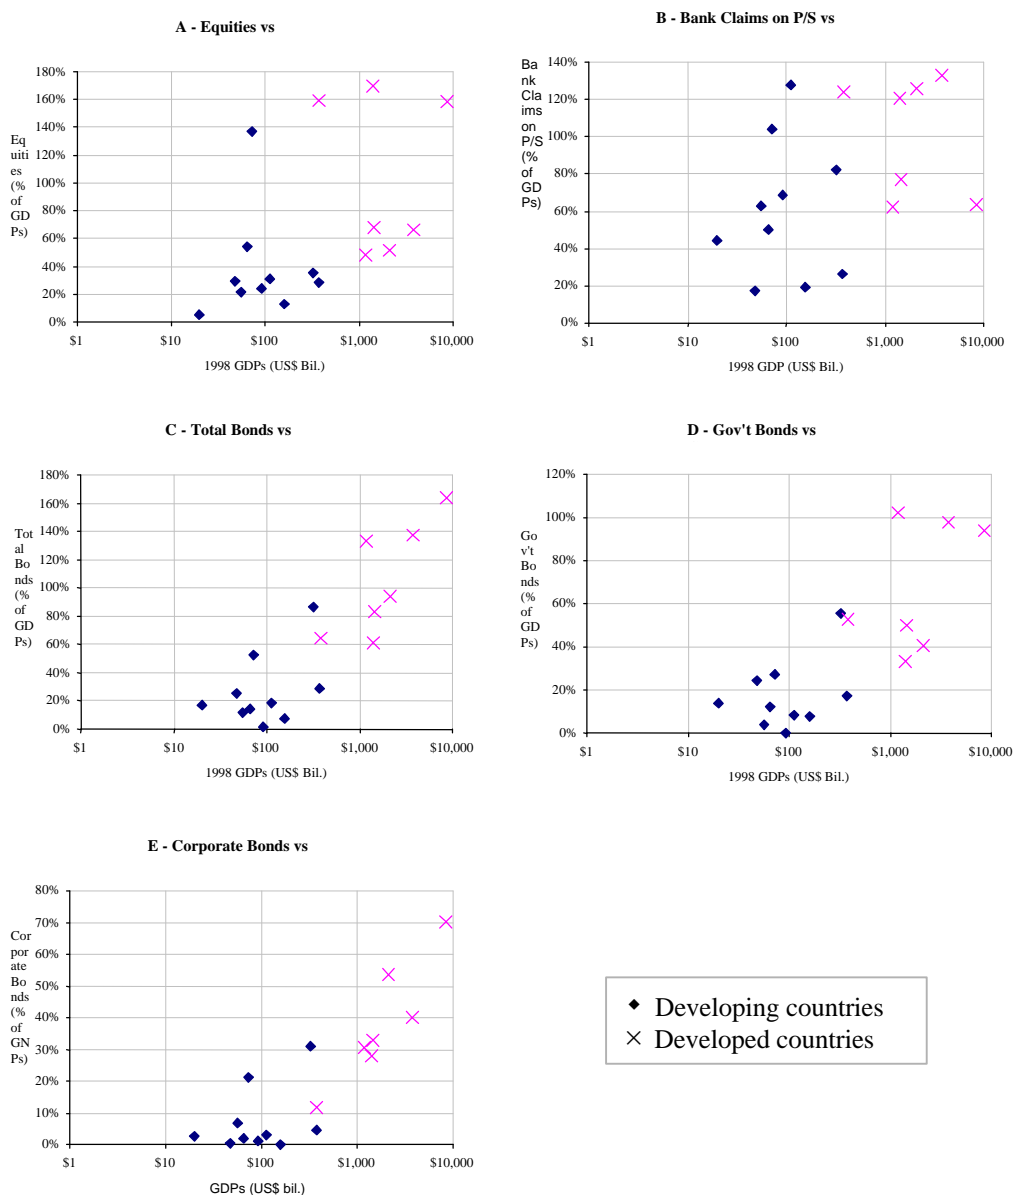 A - Equities vs
180%
160%
140%
120%
100%
80%
60%
40%
20%
0%
Eq
uiti
es
(%
of
GD
Ps)
$1
$10
$100
$1,000
$10,000
1998 GDPs (US$ Bil.)
B - Bank Claims on P/S vs
140%
120%
100%
80%
60%
40%
20%
0%
Ba
nk
Cla
ims
on
P/S
(%
of
GD
Ps)
$1
$10
$100
$1,000
$10,000
1998 GDP (US$ Bil.)
C - Total Bonds vs
180%
160%
140%
120%
100%
80%
60%
40%
20%
0%
Tot
al
Bo
nds
(%
of
GD
Ps)
$1
$10
$100
$1,000
$10,000
1998 GDPs (US$ Bil.)
D - Gov't Bonds vs
120%
100%
80%
60%
40%
20%
0%
Go
v't
Bo
nds
(%
of
GD
Ps)
$1
$10
$100
$1,000
$10,000
1998 GDPs (US$ Bil.)
E - Corporate Bonds vs
80%
70%
60%
50%
40%
30%
20%
10%
0%
Cor
por
ate
Bo
nds
(%
of
GN
Ps)
$1
$10
$100
$1,000
$10,000
GDPs (US$ bil.)
Developing countries
Developed countries